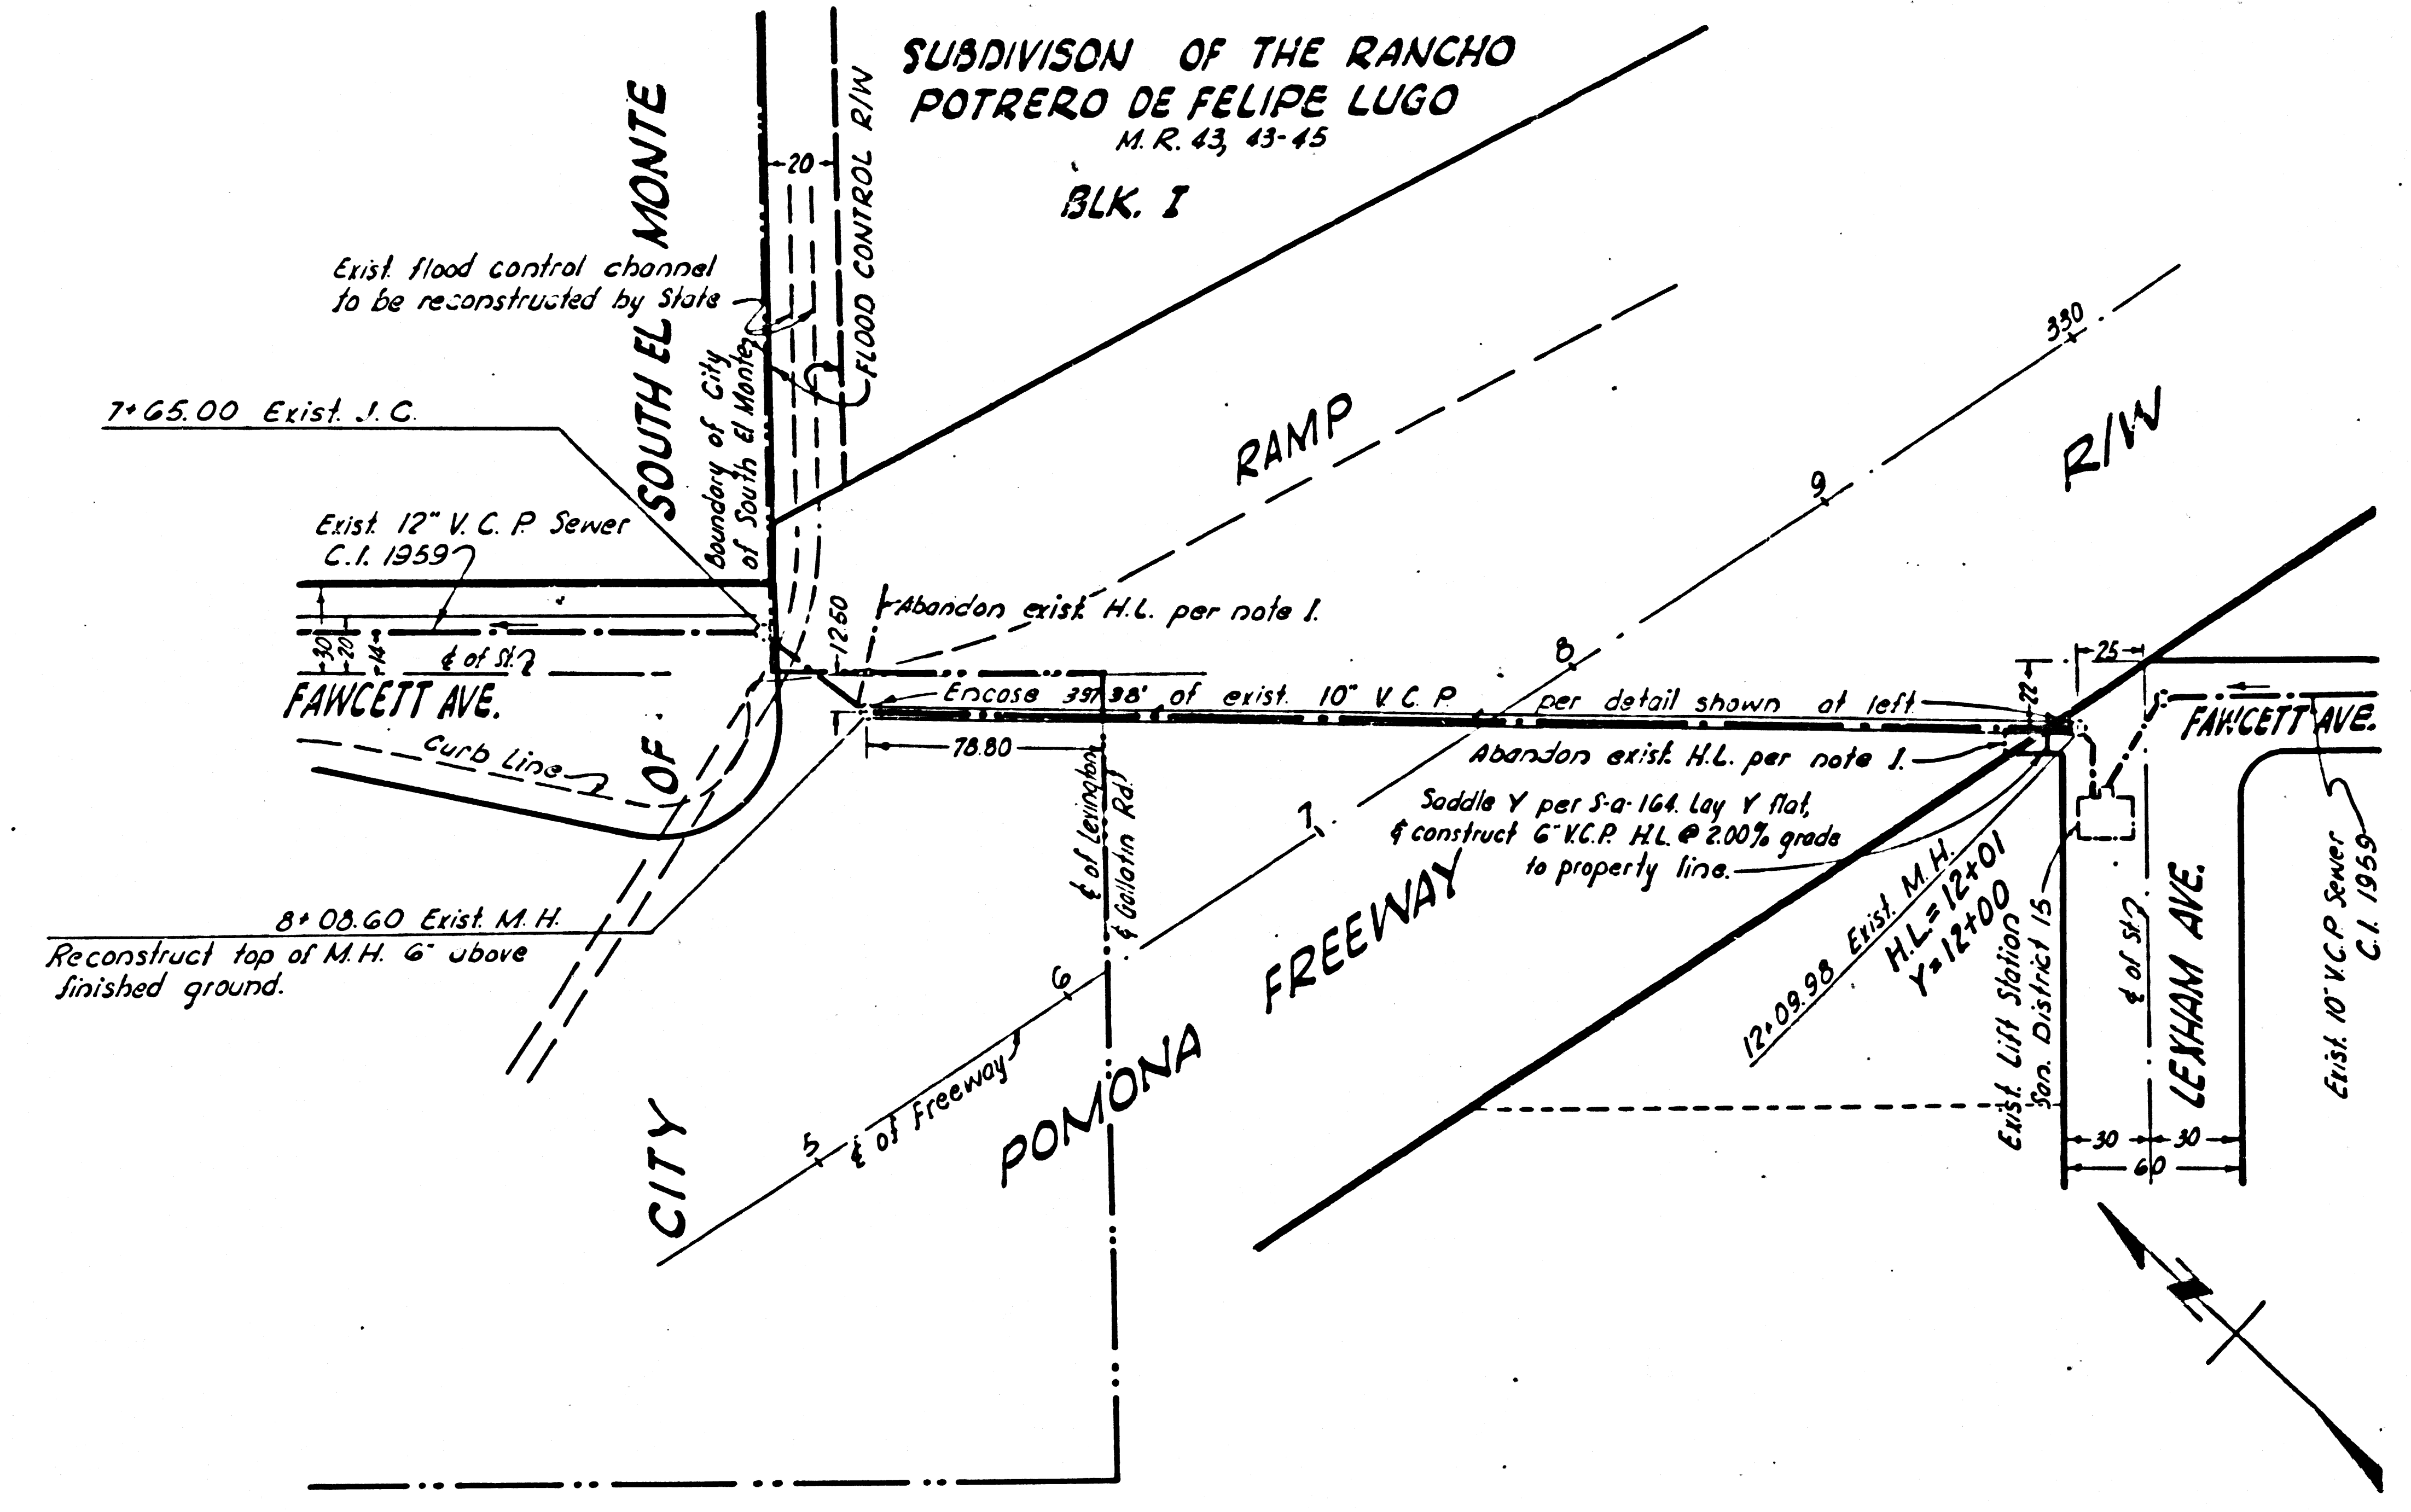 SUBDIVISON OF THE RANCHO
POTRERO DE FELIPE LUGO
M. R. 43, 43-45
BLK. I
20
FLOOD CONTROL R/W
CITY OF SOUTH EL MONTE
Exist. flood control channel
to be reconstructed by State
Boundary of City
of South El Monte
7+65.00 Exist. J. C.
Exist. 12" V. C. P. Sewer
C. I. 1959
30
20
14
℄ of St.
FAWCETT AVE.
Curb Line
12.50
Abandon exist. H.L. per note 1.
RAMP
330
9
8
7
6
5
R/W
Encase 397.38' of exist. 10" V. C. P. per detail shown at left
78.80
Abandon exist. H.L. per note 1.
22
25
FAWCETT AVE.
℄ of Lexington
℄ Gallatin Rd.
Saddle Y per S-a-164. Lay Y flat,
& construct 6" V.C.P. H.L. @ 2.00% grade
to property line.
8+08.60 Exist. M. H.
Reconstruct top of M. H. 6" above
finished ground.
℄ of Freeway
POMONA FREEWAY
12+09.98 Exist. M. H.
H.L. = 12+01
Y = 12+00
Exist. Lift Station
San. District 15
℄ of St.
LEXHAM AVE.
Exist. 10" V.C.P. Sewer
C. I. 1959
30
30
60
N